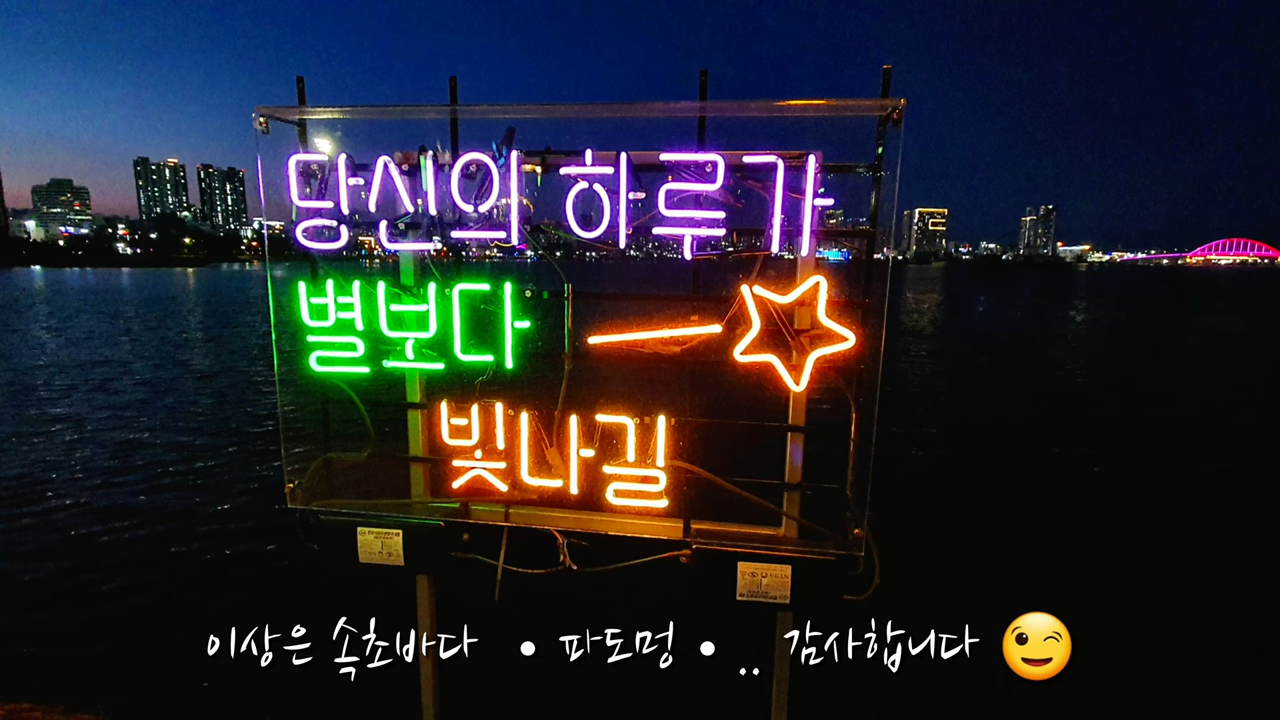 당신의 하루가
별보다
빛나길
이상은 속초바다 • 파도멍 • .. 감사합니다 😉